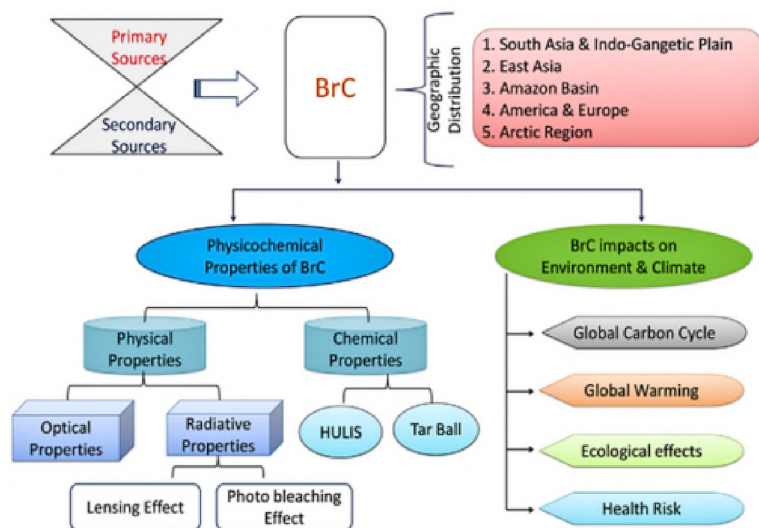 Primary
Sources
Secondary
Sources
BrC
Geographic
Distribution
1. South Asia & Indo-Gangetic Plain
2. East Asia
3. Amazon Basin
4. America & Europe
5. Arctic Region
Physicochemical
Properties of BrC
BrC impacts on
Environment & Climate
Physical
Properties
Chemical
Properties
Optical
Properties
Radiative
Properties
HULIS
Tar Ball
Lensing Effect
Photo bleaching
Effect
Global Carbon Cycle
Global Warming
Ecological effects
Health Risk